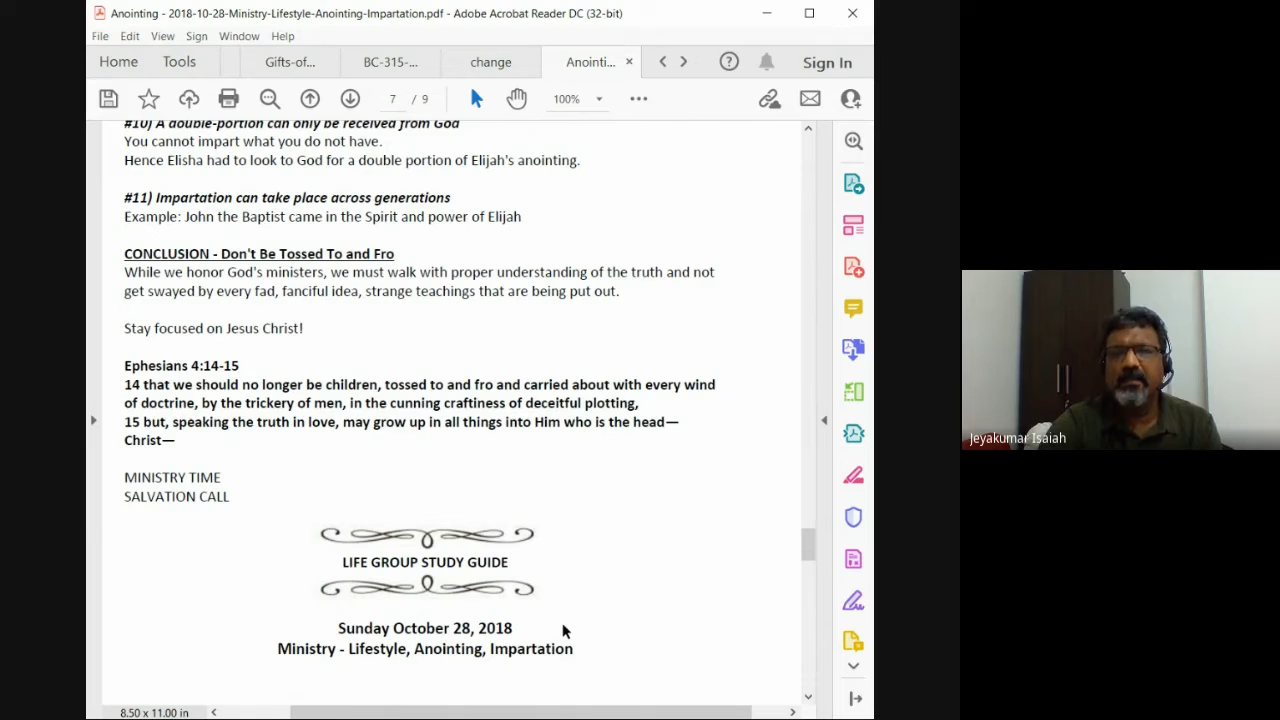 Anointing - 2018-10-28-Ministry-Lifestyle-Anointing-Impartation.pdf - Adobe Acrobat Reader DC (32-bit)
File Edit View Sign Window Help
Home Tools Gifts-of... BC-315-... change Anointi... Sign In
7 / 9 100%
#10) A double-portion can only be received from God
You cannot impart what you do not have.
Hence Elisha had to look to God for a double portion of Elijah's anointing.
#11) Impartation can take place across generations
Example: John the Baptist came in the Spirit and power of Elijah
CONCLUSION - Don't Be Tossed To and Fro
While we honor God's ministers, we must walk with proper understanding of the truth and not
get swayed by every fad, fanciful idea, strange teachings that are being put out.
Stay focused on Jesus Christ!
Ephesians 4:14-15
14 that we should no longer be children, tossed to and fro and carried about with every wind
of doctrine, by the trickery of men, in the cunning craftiness of deceitful plotting,
15 but, speaking the truth in love, may grow up in all things into Him who is the head—
Christ—
MINISTRY TIME
SALVATION CALL
LIFE GROUP STUDY GUIDE
Sunday October 28, 2018
Ministry - Lifestyle, Anointing, Impartation
8.50 x 11.00 in
Jeyakumar Isaiah